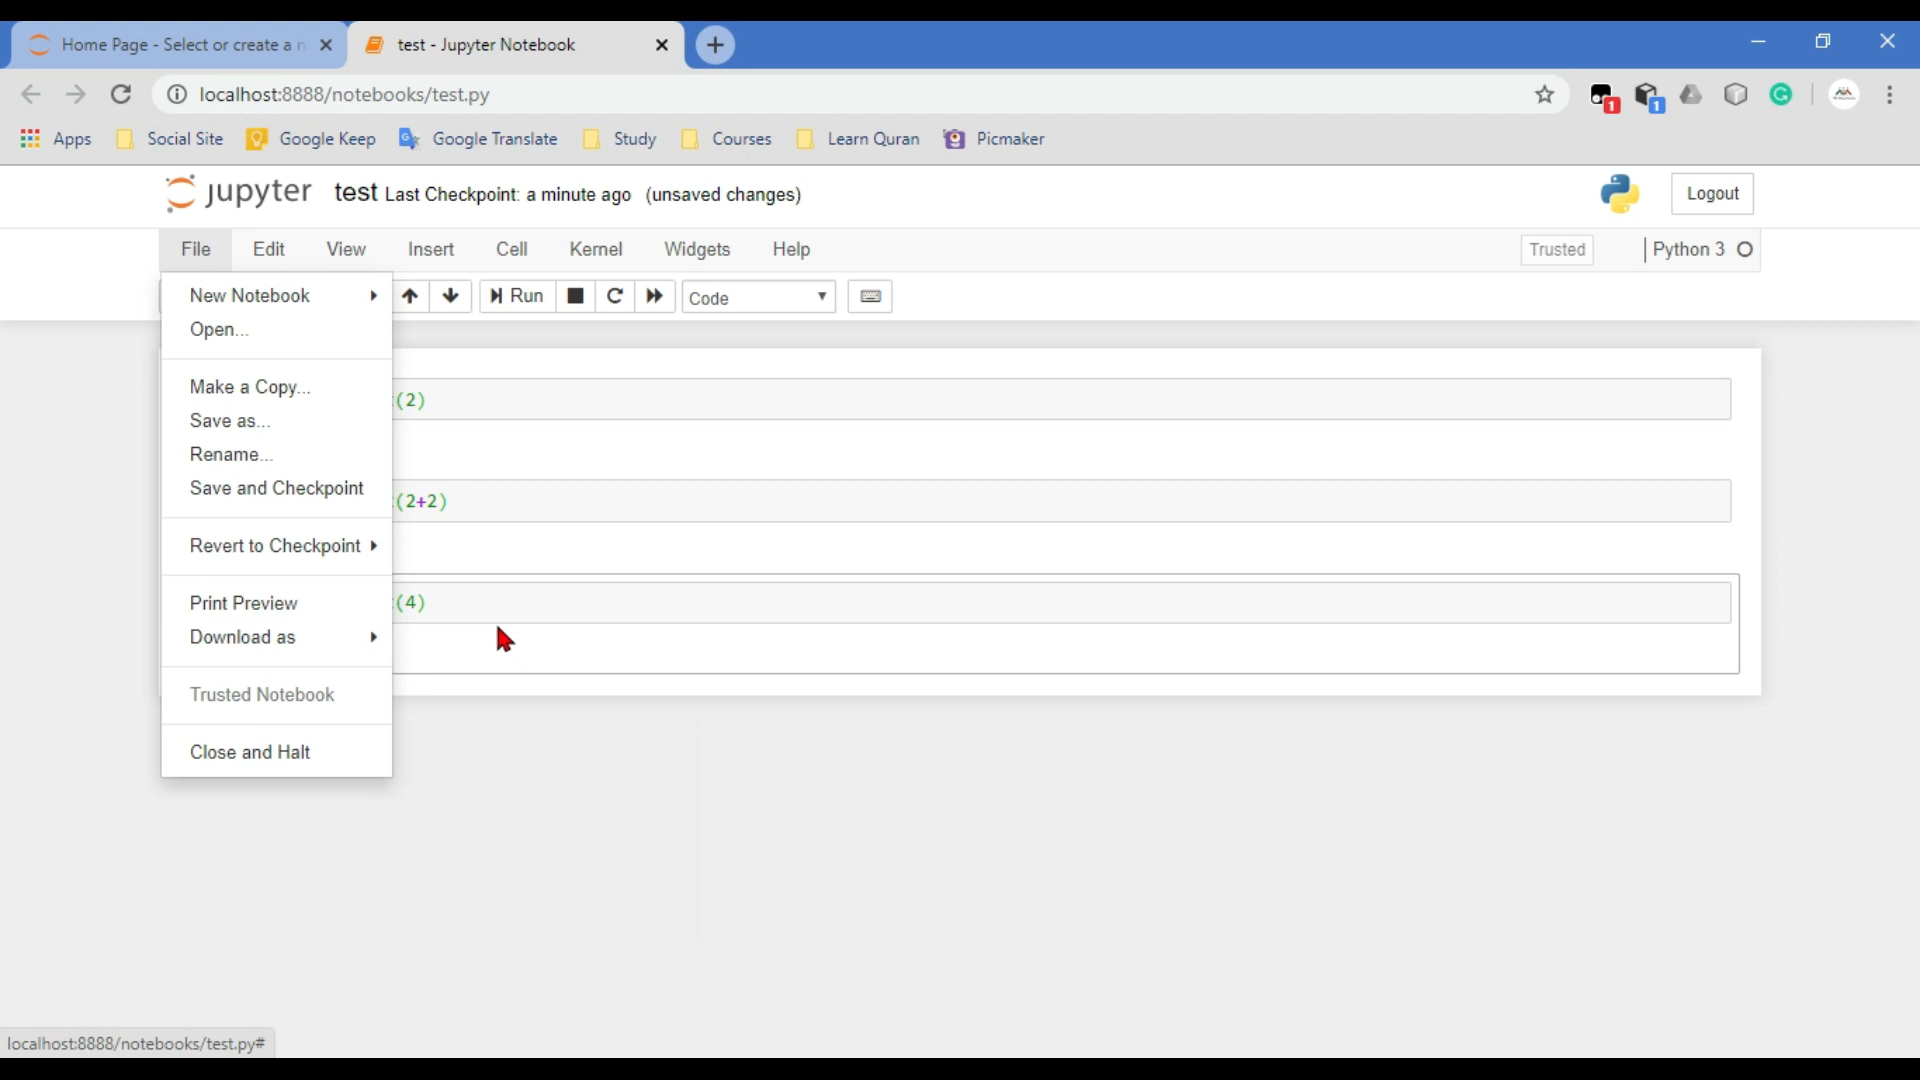 Home Page - Select or create a n
test - Jupyter Notebook
localhost:8888/notebooks/test.py
1
1
Apps
Social Site
Google Keep
Google Translate
Study
Courses
Learn Quran
Picmaker
jupyter
test Last Checkpoint: a minute ago (unsaved changes)
Logout
File
Edit
View
Insert
Cell
Kernel
Widgets
Help
Trusted
Python 3
Run
Code
New Notebook
Open...
Make a Copy...
Save as...
Rename...
Save and Checkpoint
Revert to Checkpoint
Print Preview
Download as
Trusted Notebook
Close and Halt
(2)
(2+2)
(4)
localhost:8888/notebooks/test.py#